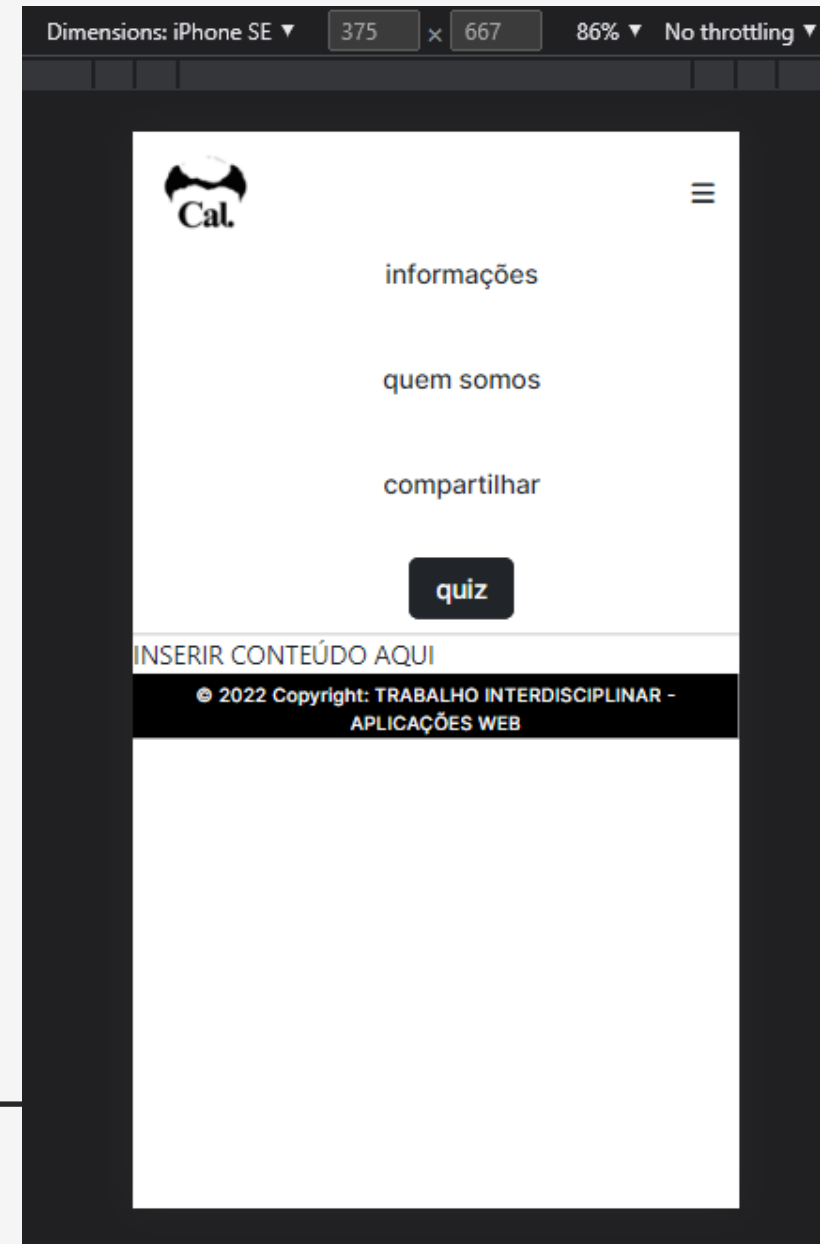 Dimensions: iPhone SE ▼ 375 × 667 86% ▼ No throttling ▼
Cal.
informações
quem somos
compartilhar
quiz
INSERIR CONTEÚDO AQUI
© 2022 Copyright: TRABALHO INTERDISCIPLINAR -
APLICAÇÕES WEB